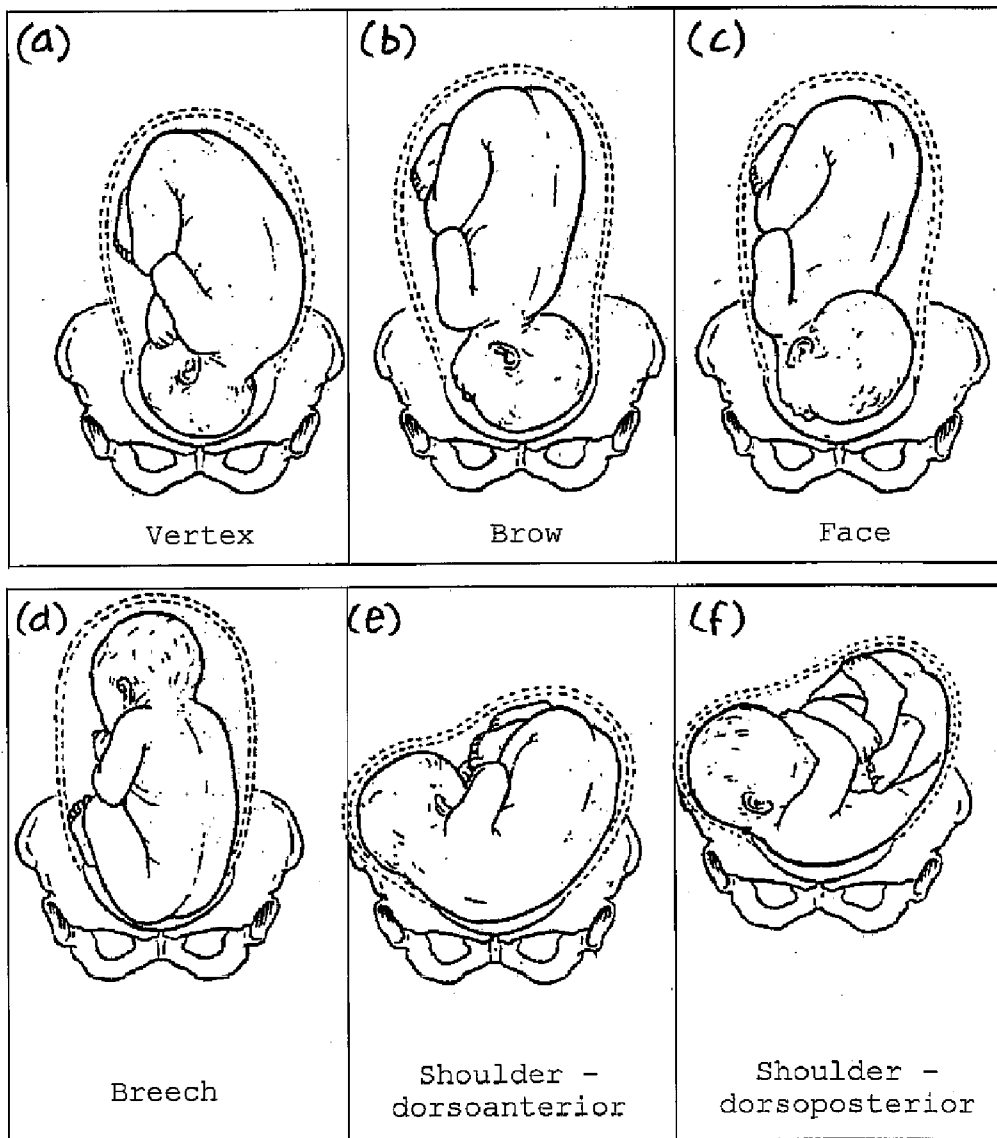 (a)
(b)
(c)
Vertex
Brow
Face
(d)
(e)
(f)
Breech
Shoulder -
dorsoanterior
Shoulder -
dorsoposterior